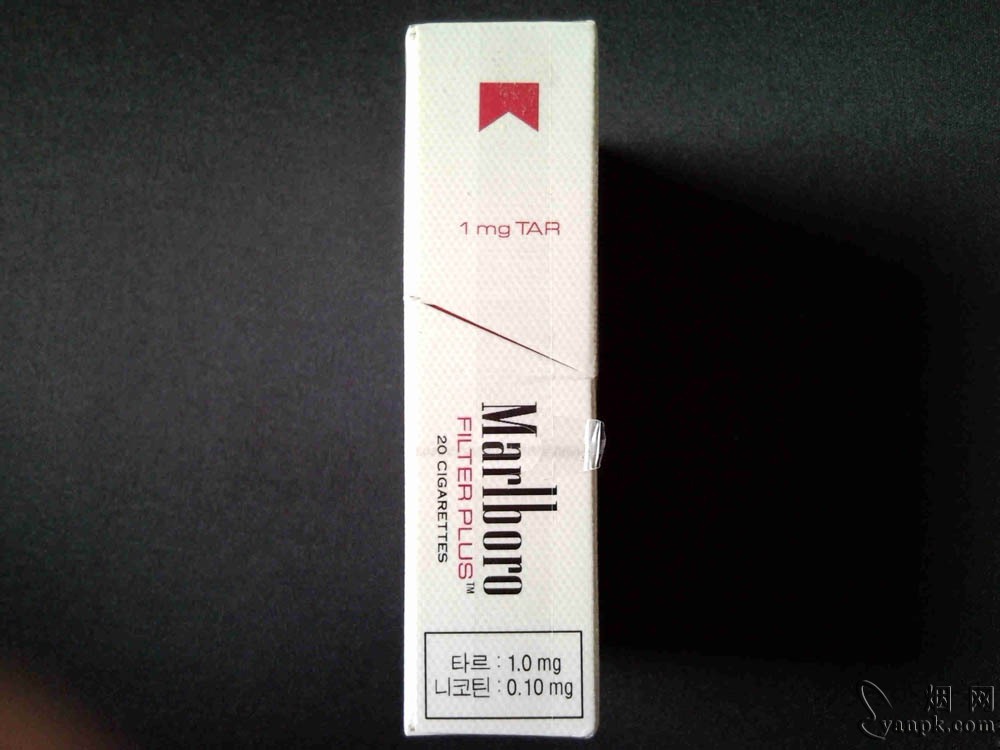 1 mg TAR
Marlboro
FILTER PLUS™
20 CIGARETTES
타르 : 1.0 mg
니코틴 : 0.10 mg
烟网
yanpk.com